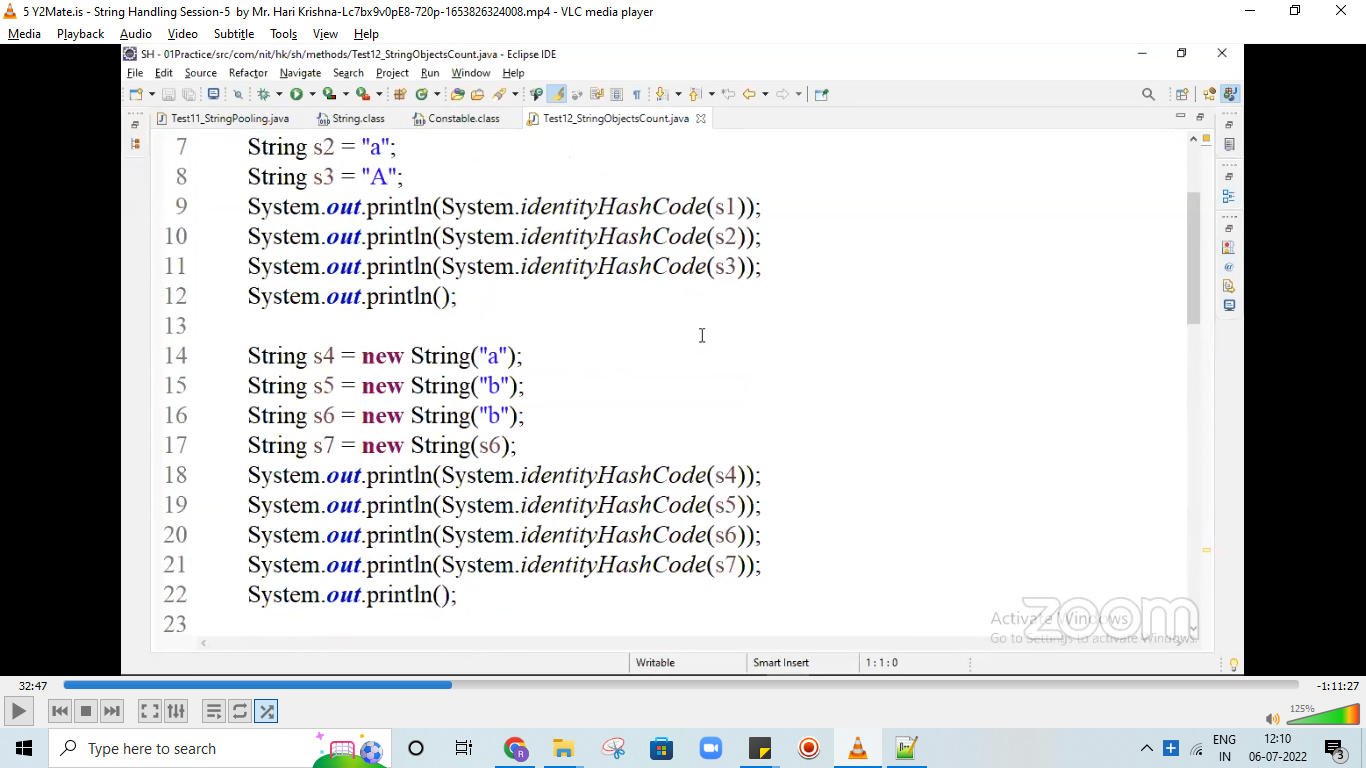 5 Y2Mate.is - String Handling Session-5  by Mr. Hari Krishna-Lc7bx9v0pE8-720p-1653826324008.mp4 - VLC media player
Media Playback Audio Video Subtitle Tools View Help
SH - 01Practice/src/com/nit/hk/sh/methods/Test12_StringObjectsCount.java - Eclipse IDE
File Edit Source Refactor Navigate Search Project Run Window Help
Test11_StringPooling.java String.class Constable.class Test12_StringObjectsCount.java
7 String s2 = "a";
8 String s3 = "A";
9 System.out.println(System.identityHashCode(s1));
10 System.out.println(System.identityHashCode(s2));
11 System.out.println(System.identityHashCode(s3));
12 System.out.println();
13
14 String s4 = new String("a");
15 String s5 = new String("b");
16 String s6 = new String("b");
17 String s7 = new String(s6);
18 System.out.println(System.identityHashCode(s4));
19 System.out.println(System.identityHashCode(s5));
20 System.out.println(System.identityHashCode(s6));
21 System.out.println(System.identityHashCode(s7));
22 System.out.println();
23
zoom
Activate Windows
Go to Settings to activate Windows.
Writable Smart Insert 1 : 1 : 0
32:47 -1:11:27
125%
Type here to search
ENG 12:10
IN 06-07-2022 3